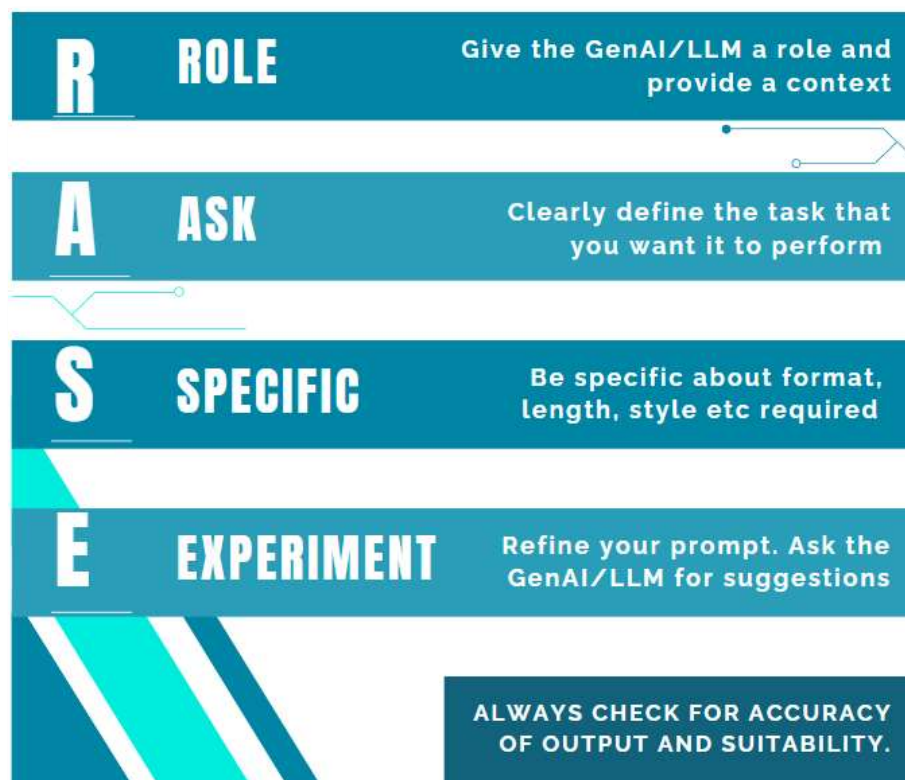 R
ROLE
Give the GenAI/LLM a role and
provide a context
A
ASK
Clearly define the task that
you want it to perform
S
SPECIFIC
Be specific about format,
length, style etc required
E
EXPERIMENT
Refine your prompt. Ask the
GenAI/LLM for suggestions
ALWAYS CHECK FOR ACCURACY
OF OUTPUT AND SUITABILITY.